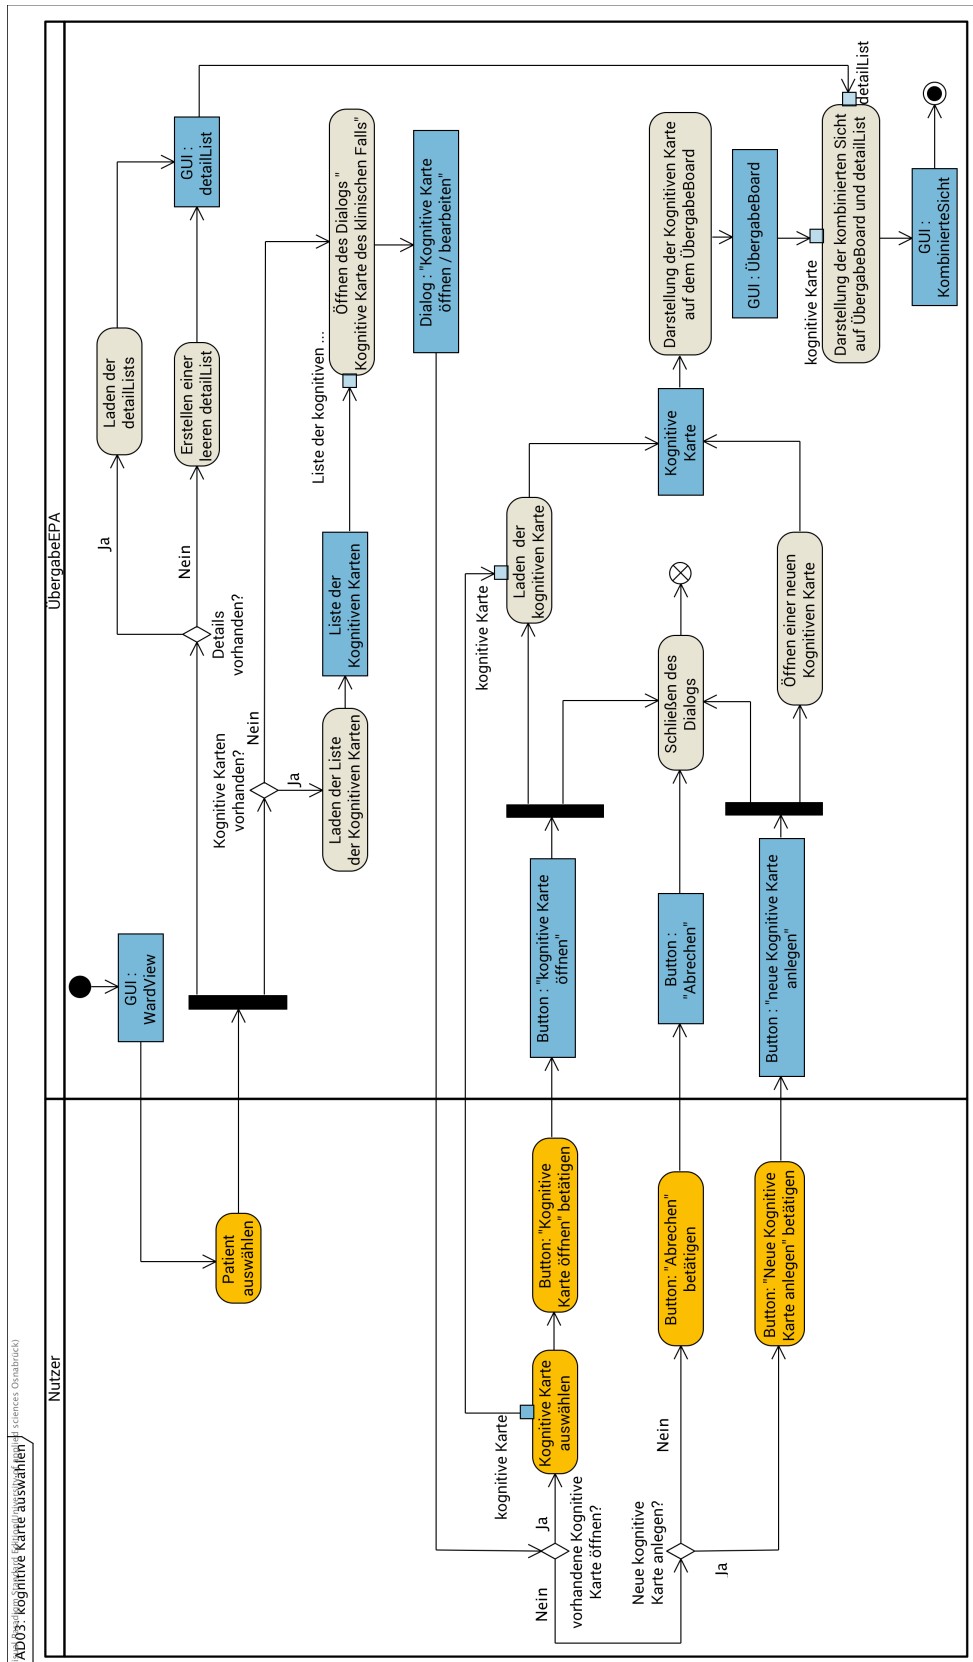 AD03: kognitive Karte auswählen
Nutzer
ÜbergabeEPA
GUI :
WardView
Patient
auswählen
Details
vorhanden?
Ja
Nein
Laden der
detailLists
Erstellen einer
leeren detailList
GUI :
detailList
Kognitive Karten
vorhanden?
Nein
Ja
Laden der Liste
der Kognitiven Karten
Liste der
Kognitiven Karten
Liste der kognitiven ...
Öffnen des Dialogs "
Kognitive Karte des klinischen Falls"
Dialog : "Kognitive Karte
öffnen / bearbeiten"
vorhandene Kognitive
Karte öffnen?
Nein
Ja
kognitive Karte
Kognitive Karte
auswählen
Button: "Kognitive
Karte öffnen" betätigen
Button : "kognitive Karte
öffnen"
kognitive Karte
Laden der
kognitiven Karte
Neue kognitive
Karte anlegen?
Nein
Ja
Button: "Abrechen"
betätigen
Button :
"Abrechen"
Schließen des
Dialogs
Button: "Neue Kognitive
Karte anlegen" betätigen
Button : "neue Kognitive Karte
anlegen"
Öffnen einer neuen
Kognitiven Karte
Kognitive
Karte
Darstellung der Kognitiven Karte
auf dem ÜbergabeBoard
GUI : ÜbergabeBoard
kognitive Karte
detailList
Darstellung der kombinierten Sicht
auf ÜbergabeBoard und detailList
GUI :
KombinierteSicht